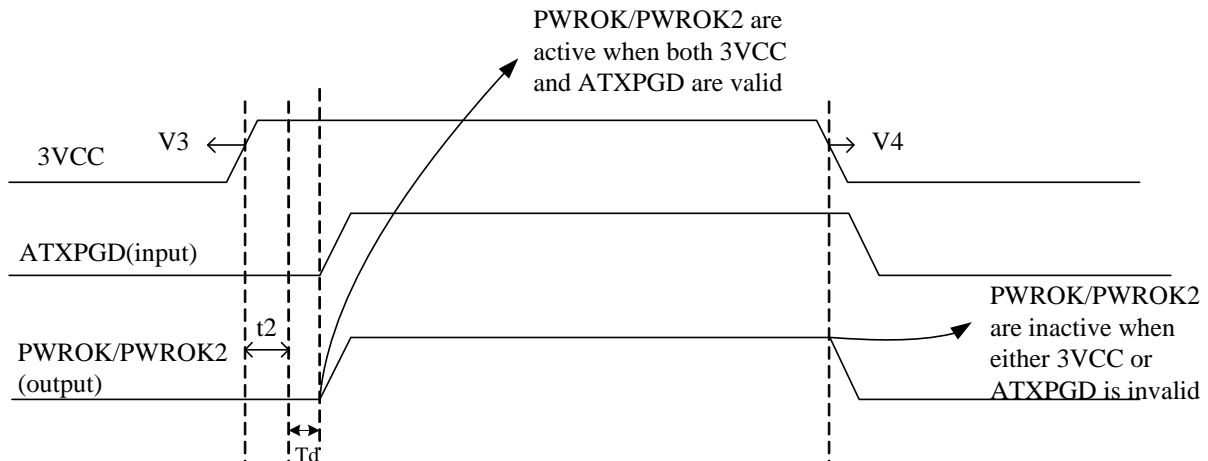 PWROK/PWROK2 are
active when both 3VCC
and ATXPGD are valid
V3
V4
3VCC
ATXPGD(input)
PWROK/PWROK2
are inactive when
either 3VCC or
ATXPGD is invalid
t2
PWROK/PWROK2
(output)
Td